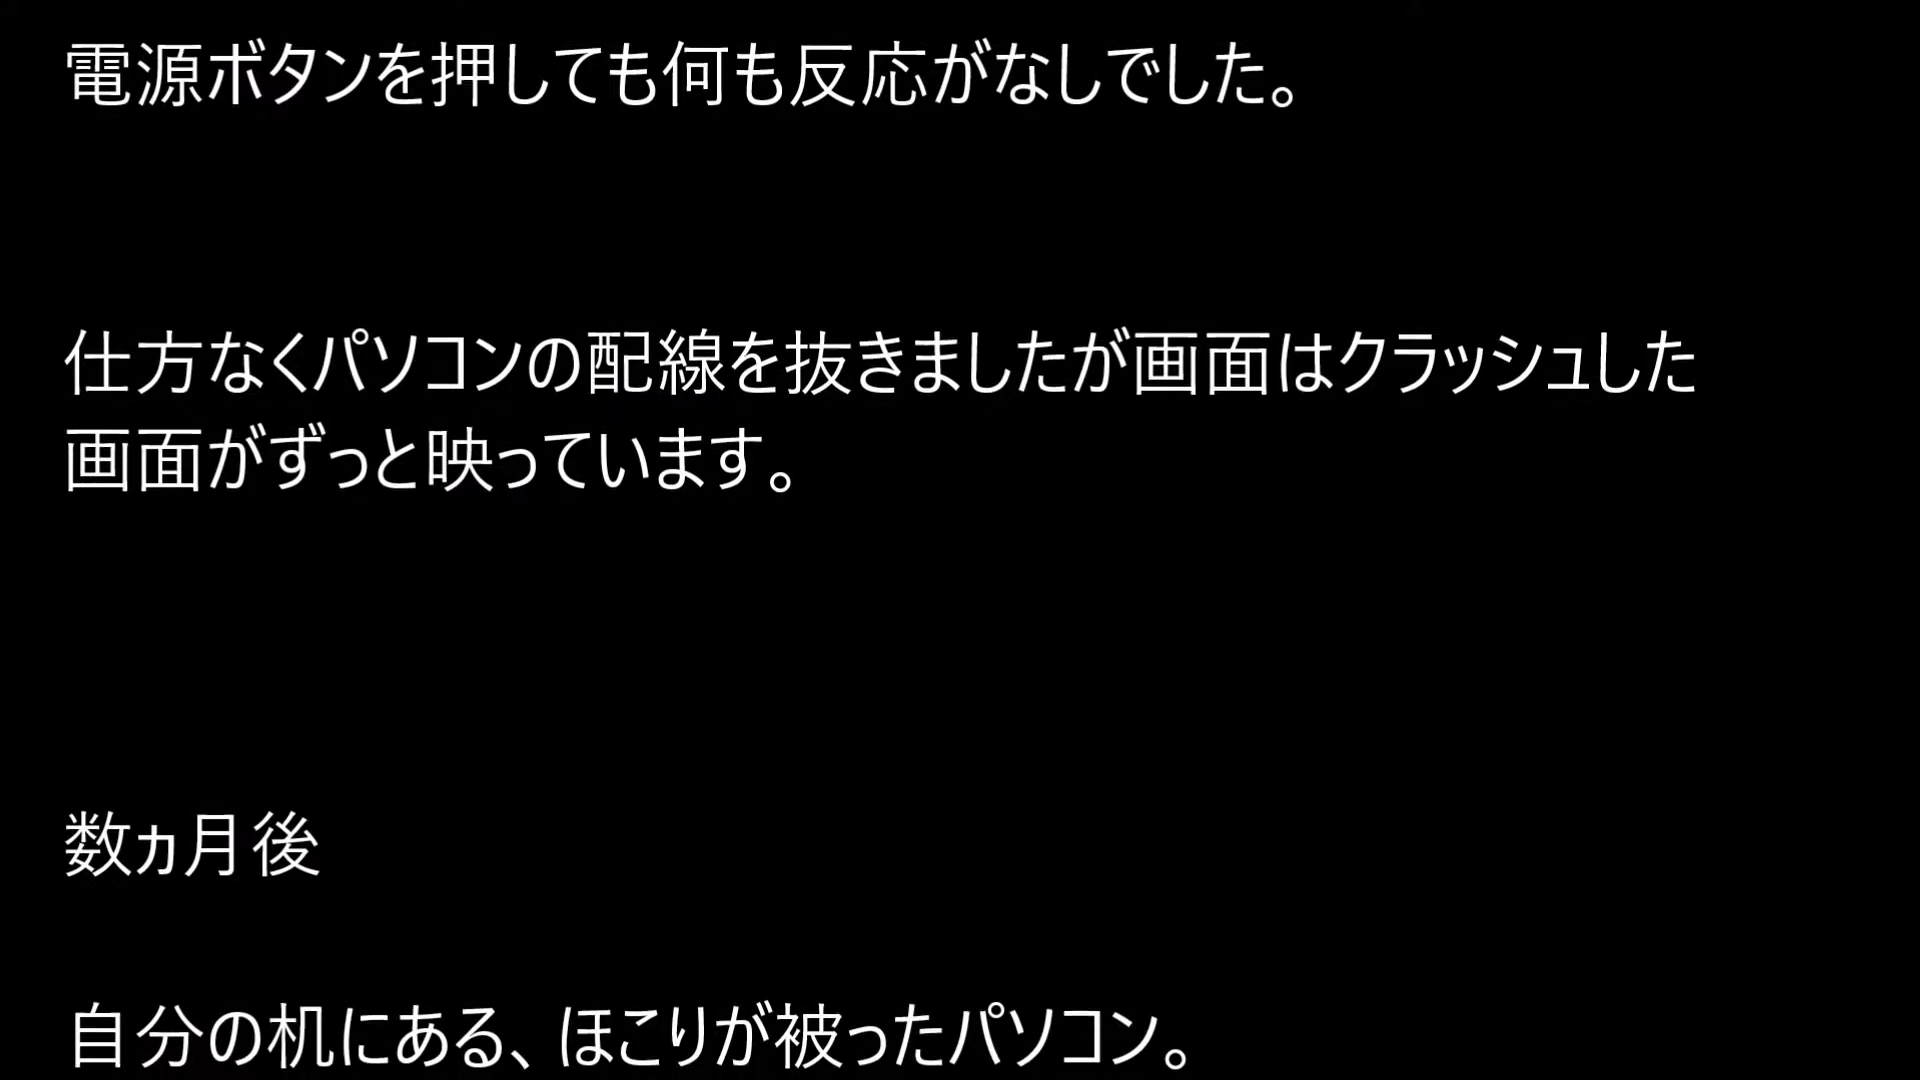 電源ボタンを押しても何も反応がなしでした。
仕方なくパソコンの配線を抜きましたが画面はクラッシュした
画面がずっと映っています。
数ヵ月後
自分の机にある、ほこりが被ったパソコン。